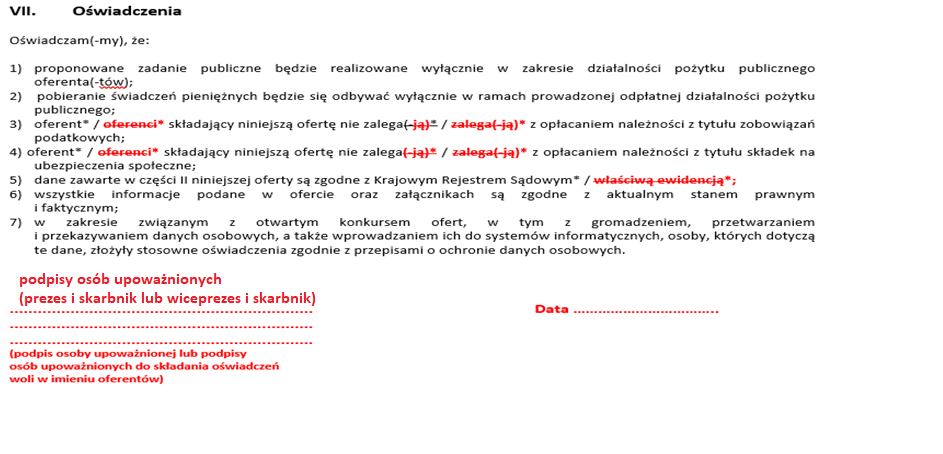 VII. Oświadczenia
Oświadczam(-my), że:
1) proponowane zadanie publiczne będzie realizowane wyłącznie w zakresie działalności pożytku publicznego
oferenta(-tów);
2) pobieranie świadczeń pieniężnych będzie się odbywać wyłącznie w ramach prowadzonej odpłatnej działalności pożytku
publicznego;
3) oferent* / oferenci* składający niniejszą ofertę nie zalega(-ją)* / zalega(-ją)* z opłacaniem należności z tytułu zobowiązań
podatkowych;
4) oferent* / oferenci* składający niniejszą ofertę nie zalega(-ją)* / zalega(-ją)* z opłacaniem należności z tytułu składek na
ubezpieczenia społeczne;
5) dane zawarte w części II niniejszej oferty są zgodne z Krajowym Rejestrem Sądowym* / właściwą ewidencją*;
6) wszystkie informacje podane w ofercie oraz załącznikach są zgodne z aktualnym stanem prawnym
i faktycznym;
7) w zakresie związanym z otwartym konkursem ofert, w tym z gromadzeniem, przetwarzaniem
i przekazywaniem danych osobowych, a także wprowadzaniem ich do systemów informatycznych, osoby, których dotyczą
te dane, złożyły stosowne oświadczenia zgodnie z przepisami o ochronie danych osobowych.
podpisy osób upoważnionych
(prezes i skarbnik lub wiceprezes i skarbnik)
................................................................. Data ....................................
.................................................................
.................................................................
(podpis osoby upoważnionej lub podpisy
osób upoważnionych do składania oświadczeń
woli w imieniu oferentów)